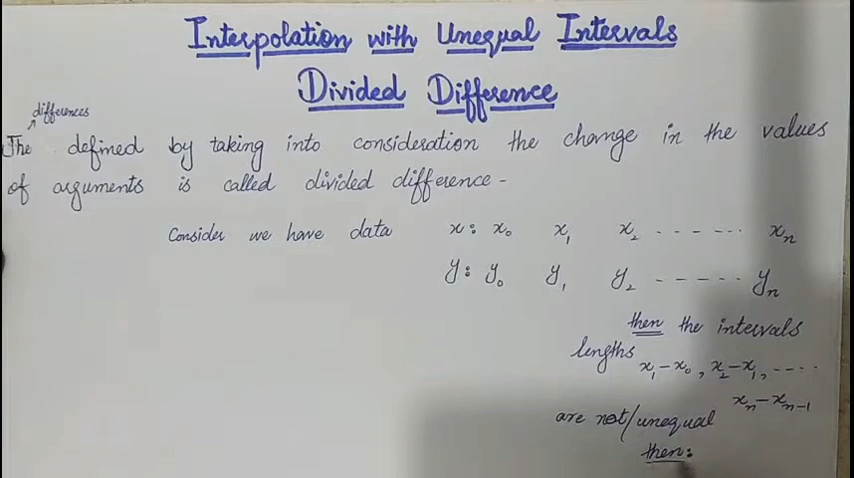 Interpolation with Unequal Intervals
Divided Difference
differences
The defined by taking into consideration the change in the values
of arguments is called divided difference -
Consider we have data x: x₀ x₁ x₂ ------- xₙ
y: y₀ y₁ y₂ ------ yₙ
then the intervals
lengths x₁-x₀, x₂-x₁, ----
xₙ-xₙ₋₁
are not/unequal
then: